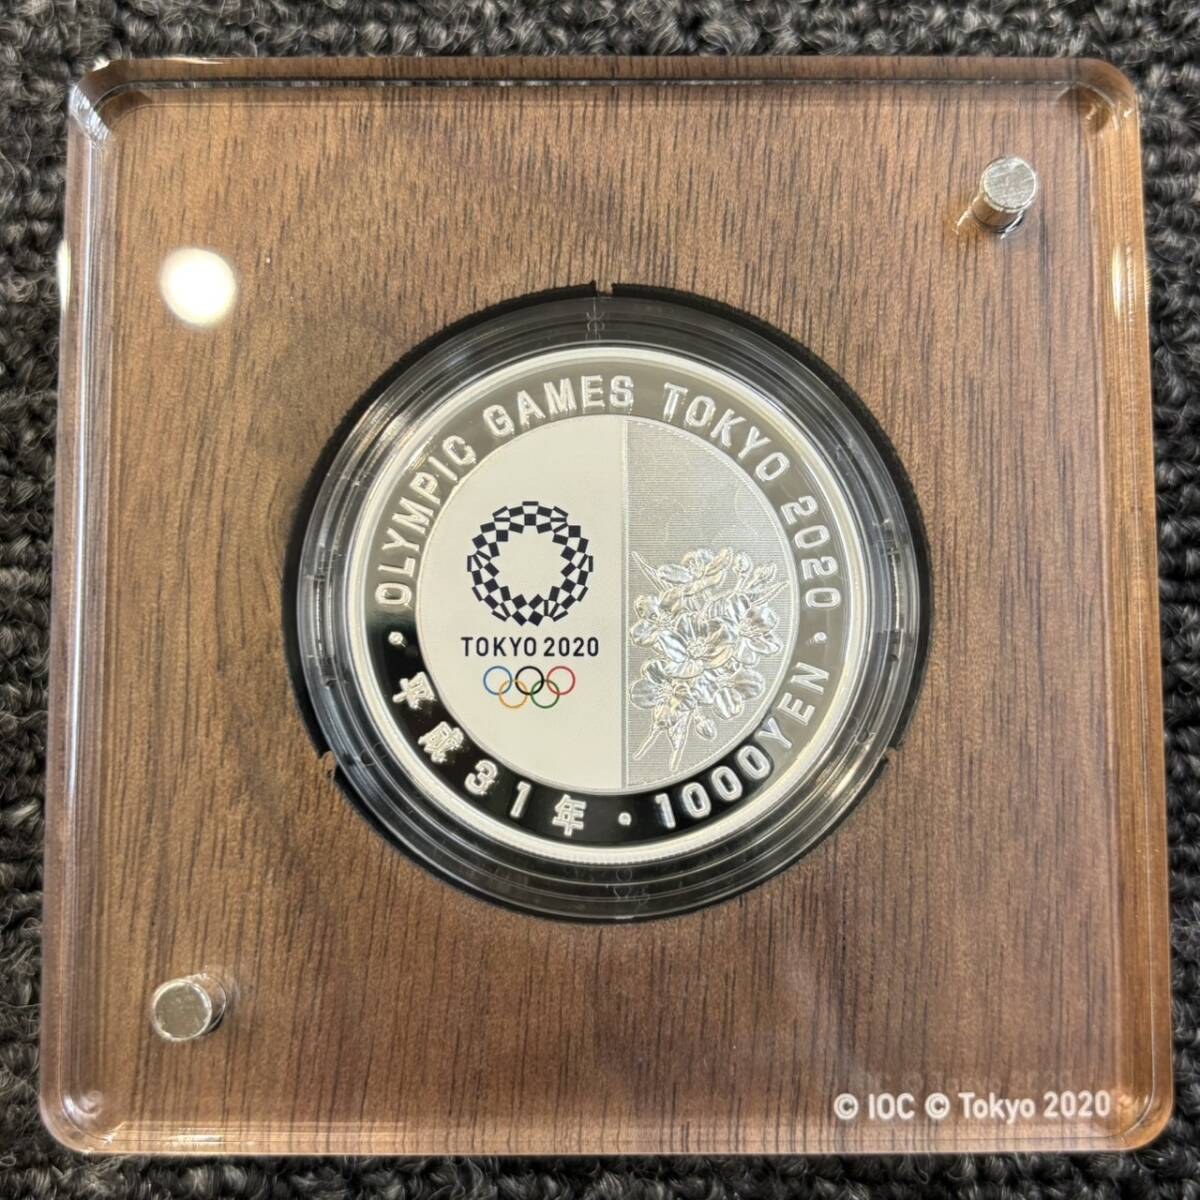 OLYMPIC GAMES TOKYO 2020
TOKYO 2020
平成31年・1000YEN
© IOC © Tokyo 2020